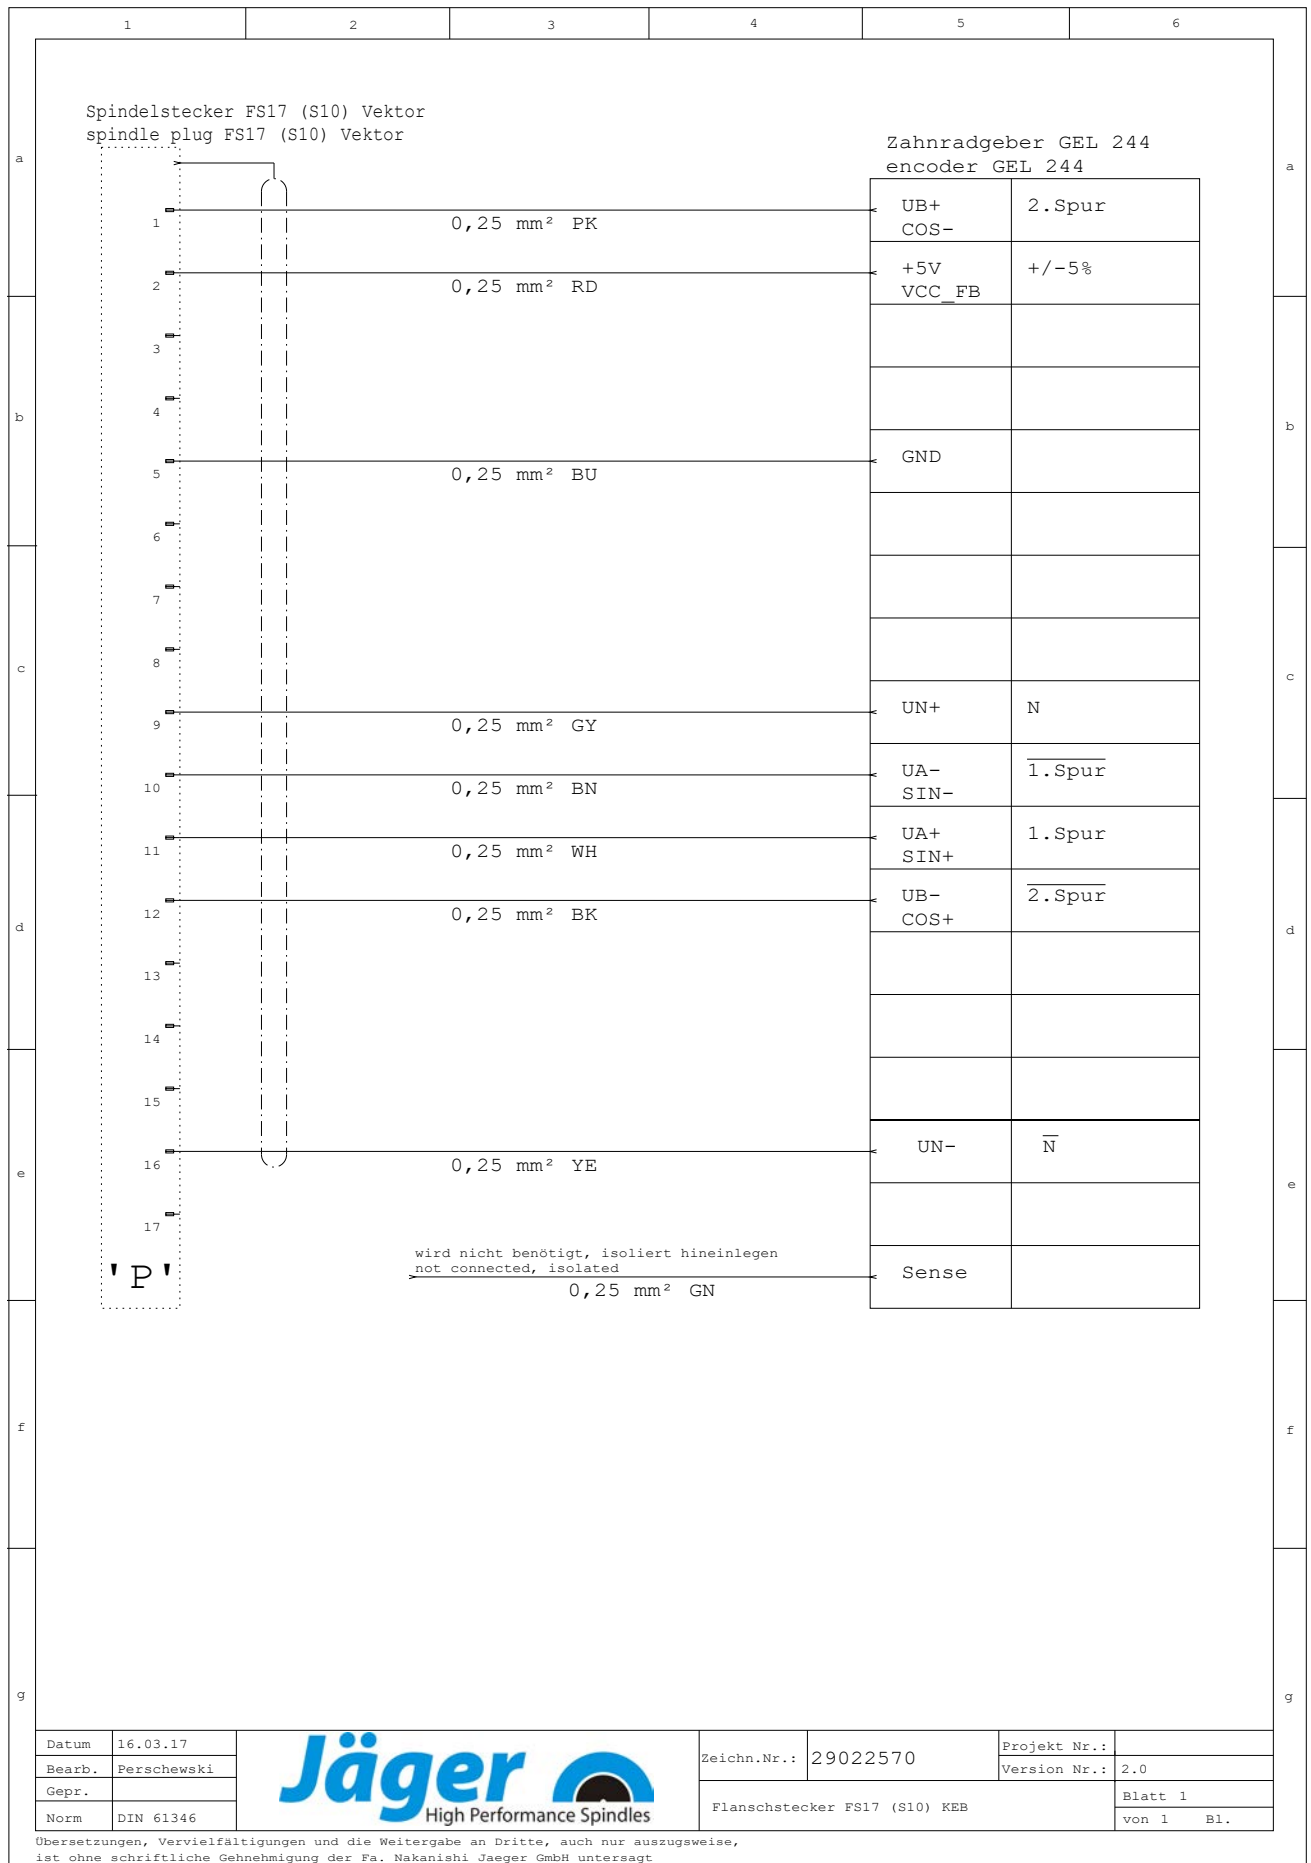 1 2 3 4 5 6
Spindelstecker FS17 (S10) Vektor
spindle plug FS17 (S10) Vektor
Zahnradgeber GEL 244
encoder GEL 244
a a
1 0,25 mm² PK UB+ 2.Spur
COS-
2 0,25 mm² RD +5V +/-5%
VCC_FB
3
4
b b
5 0,25 mm² BU GND
6
7
8
c c
9 0,25 mm² GY UN+ N
10 0,25 mm² BN UA- 1.Spur
SIN-
11 0,25 mm² WH UA+ 1.Spur
SIN+
12 0,25 mm² BK UB- 2.Spur
COS+
d d
13
14
15
16 0,25 mm² YE UN- N
e e
17
wird nicht benötigt, isoliert hineinlegen
not connected, isolated
'P' 0,25 mm² GN Sense
f f
g g
Datum 16.03.17
Bearb. Perschewski
Gepr.
Norm DIN 61346
Jäger
High Performance Spindles
Zeichn.Nr.: 29022570
Projekt Nr.:
Version Nr.: 2.0
Flanschstecker FS17 (S10) KEB
Blatt 1
von 1 Bl.
Übersetzungen, Vervielfältigungen und die Weitergabe an Dritte, auch nur auszugsweise,
ist ohne schriftliche Gehnehmigung der Fa. Nakanishi Jaeger GmbH untersagt